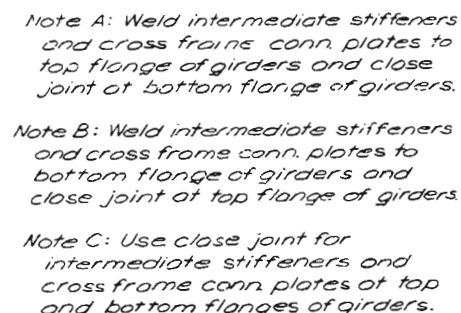 Note A: Weld intermediate stiffeners
and cross frame conn. plates to
top flange of girders and close
joint at bottom flange of girders.
Note B: Weld intermediate stiffeners
and cross frame conn. plates to
bottom flange of girders and
close joint at top flange of girders.
Note C: Use close joint for
intermediate stiffeners and
cross frame conn. plates at top
and bottom flanges of girders.